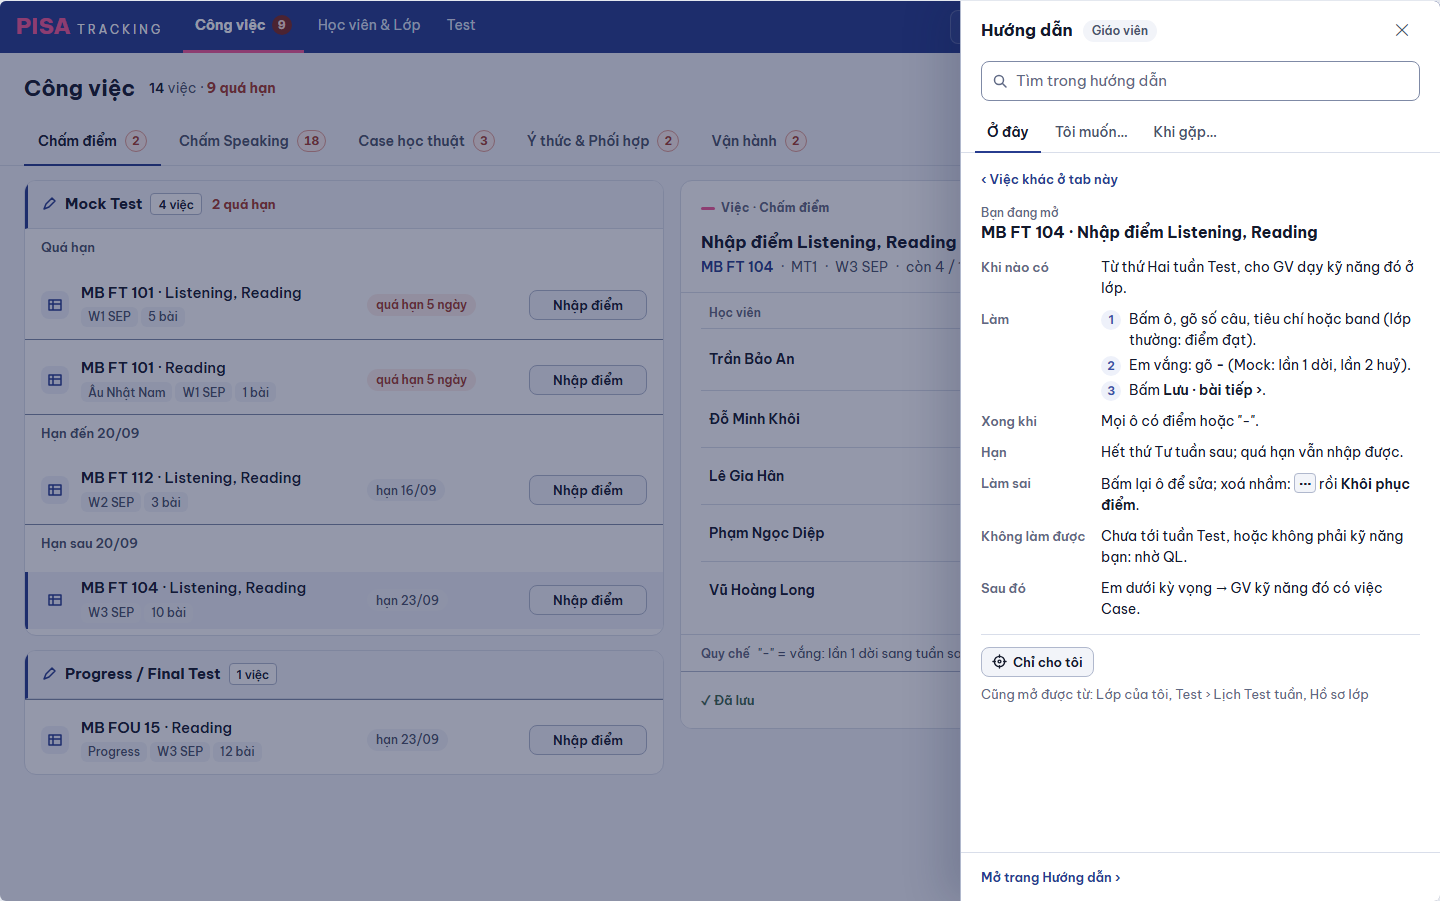 PISA TRACKING
Công việc 9
Học viên & Lớp
Test
Công việc
14 việc · 9 quá hạn
Chấm điểm 2
Chấm Speaking 18
Case học thuật 3
Ý thức & Phối hợp 2
Vận hành 2
Mock Test 4 việc 2 quá hạn
Quá hạn
MB FT 101 · Listening, Reading
W1 SEP 5 bài
quá hạn 5 ngày
Nhập điểm
MB FT 101 · Reading
Âu Nhật Nam W1 SEP 1 bài
quá hạn 5 ngày
Nhập điểm
Hạn đến 20/09
MB FT 112 · Listening, Reading
W2 SEP 3 bài
hạn 16/09
Nhập điểm
Hạn sau 20/09
MB FT 104 · Listening, Reading
W3 SEP 10 bài
hạn 23/09
Nhập điểm
Progress / Final Test 1 việc
MB FOU 15 · Reading
Progress W3 SEP 12 bài
hạn 23/09
Nhập điểm
Việc · Chấm điểm
Nhập điểm Listening, Reading
MB FT 104 · MT1 · W3 SEP · còn 4 /
Học viên
Trần Bảo An
Đỗ Minh Khôi
Lê Gia Hân
Phạm Ngọc Diệp
Vũ Hoàng Long
Quy chế "-" = vắng: lần 1 dời sang tuần
✓ Đã lưu
Hướng dẫn Giáo viên
Tìm trong hướng dẫn
Ở đây
Tôi muốn...
Khi gặp...
‹ Việc khác ở tab này
Bạn đang mở
MB FT 104 · Nhập điểm Listening, Reading
Khi nào có
Từ thứ Hai tuần Test, cho GV dạy kỹ năng đó ở
lớp.
Làm
1 Bấm ô, gõ số câu, tiêu chí hoặc band (lớp
thường: điểm đạt).
2 Em vắng: gõ - (Mock: lần 1 dời, lần 2 huỷ).
3 Bấm Lưu · bài tiếp ›.
Xong khi
Mọi ô có điểm hoặc "-".
Hạn
Hết thứ Tư tuần sau; quá hạn vẫn nhập được.
Làm sai
Bấm lại ô để sửa; xoá nhầm: ••• rồi Khôi phục
điểm.
Không làm được
Chưa tới tuần Test, hoặc không phải kỹ năng
bạn: nhờ QL.
Sau đó
Em dưới kỳ vọng → GV kỹ năng đó có việc
Case.
Chỉ cho tôi
Cũng mở được từ: Lớp của tôi, Test › Lịch Test tuần, Hồ sơ lớp
Mở trang Hướng dẫn ›